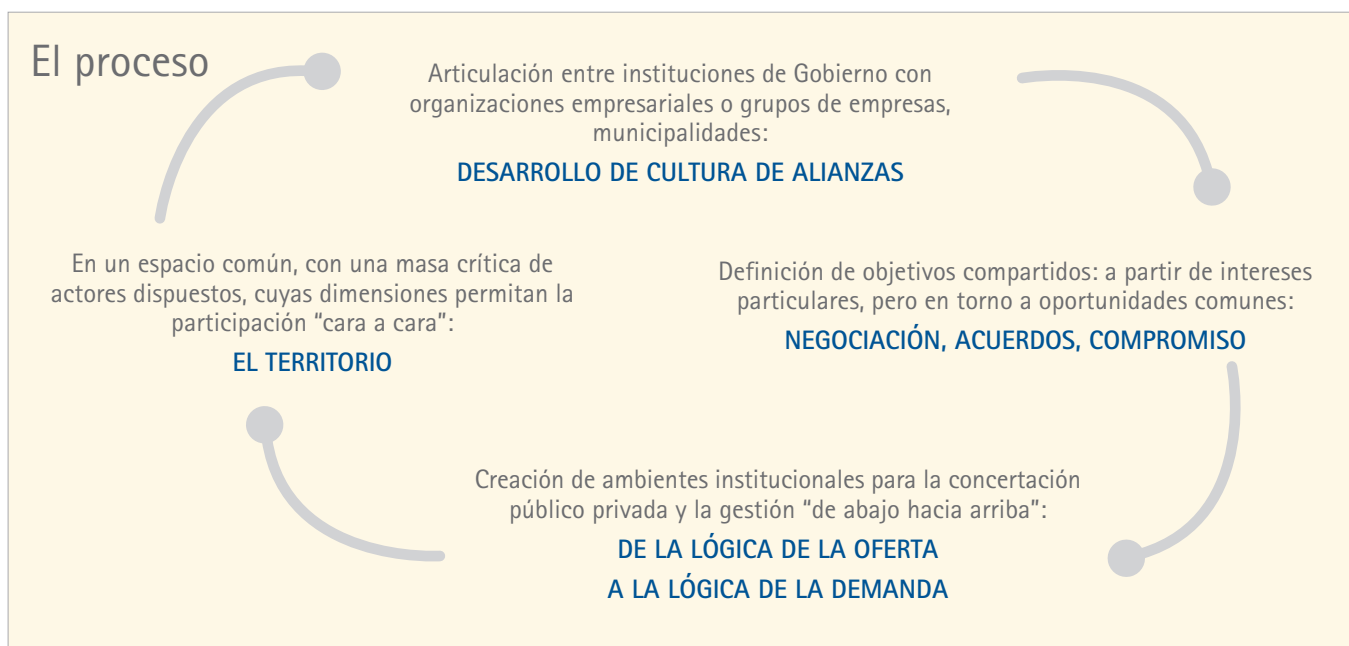 El proceso
Articulación entre instituciones de Gobierno con
organizaciones empresariales o grupos de empresas,
municipalidades:
DESARROLLO DE CULTURA DE ALIANZAS
Definición de objetivos compartidos: a partir de intereses
particulares, pero en torno a oportunidades comunes:
NEGOCIACIÓN, ACUERDOS, COMPROMISO
Creación de ambientes institucionales para la concertación
público privada y la gestión “de abajo hacia arriba”:
DE LA LÓGICA DE LA OFERTA
A LA LÓGICA DE LA DEMANDA
En un espacio común, con una masa crítica de
actores dispuestos, cuyas dimensiones permitan la
participación “cara a cara”:
EL TERRITORIO